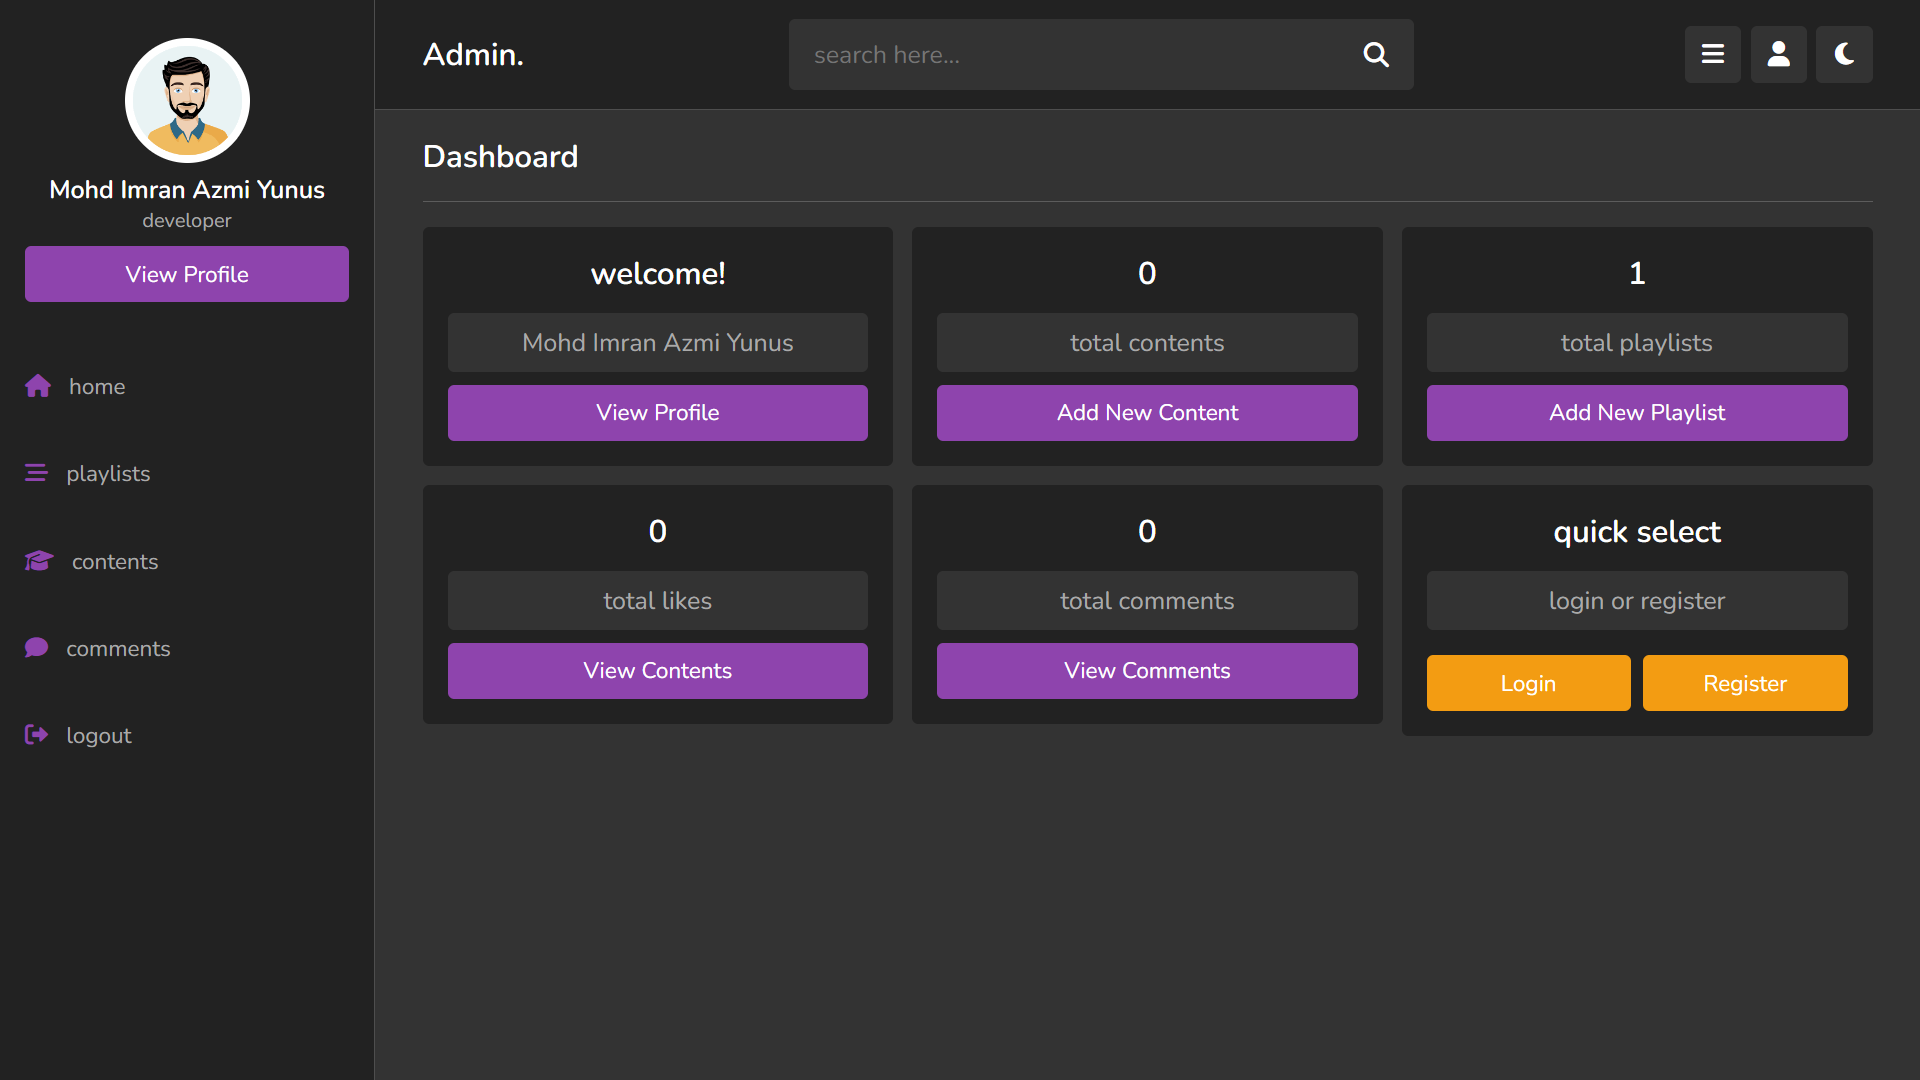 Mohd Imran Azmi Yunus
developer
View Profile
home
playlists
contents
comments
logout
Admin.
search here...
Dashboard
welcome!
Mohd Imran Azmi Yunus
View Profile
0
total contents
Add New Content
1
total playlists
Add New Playlist
0
total likes
View Contents
0
total comments
View Comments
quick select
login or register
Login
Register